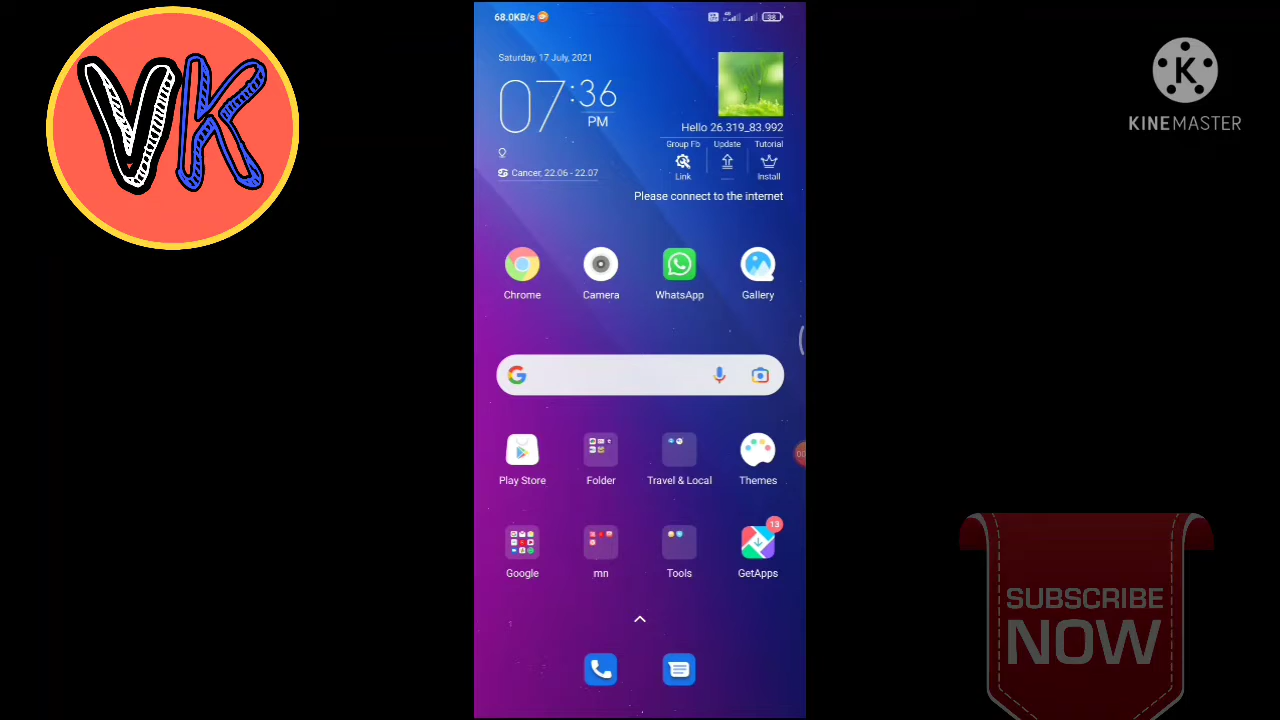 VK
68.0KB/s
38
Saturday, 17 July, 2021
07:36
PM
Cancer, 22.06 - 22.07
Hello 26.319_83.992
Group Fb Update Tutorial
Link Install
Please connect to the internet
Chrome Camera WhatsApp Gallery
G
Play Store Folder Travel & Local Themes
13
Google mn Tools GetApps
K
KINEMASTER
SUBSCRIBE
NOW